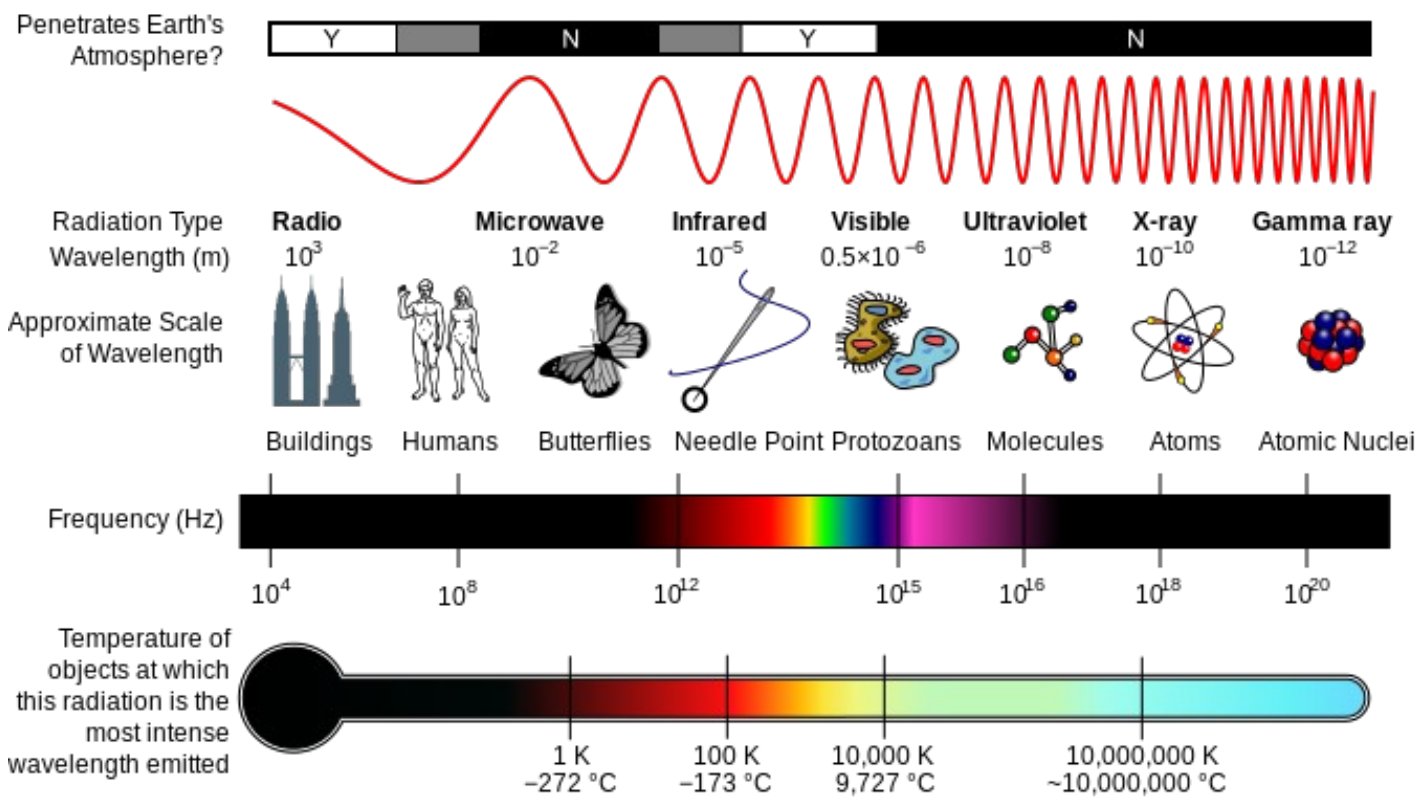 Penetrates Earth's
Atmosphere?
Y N Y N
Radiation Type Radio Microwave Infrared Visible Ultraviolet X-ray Gamma ray
Wavelength (m) 10³ 10⁻² 10⁻⁵ 0.5×10⁻⁶ 10⁻⁸ 10⁻¹⁰ 10⁻¹²
Approximate Scale
of Wavelength
Buildings Humans Butterflies Needle Point Protozoans Molecules Atoms Atomic Nuclei
Frequency (Hz)
10⁴ 10⁸ 10¹² 10¹⁵ 10¹⁶ 10¹⁸ 10²⁰
Temperature of
objects at which
this radiation is the
most intense
wavelength emitted
1 K 100 K 10,000 K 10,000,000 K
−272 °C −173 °C 9,727 °C ~10,000,000 °C